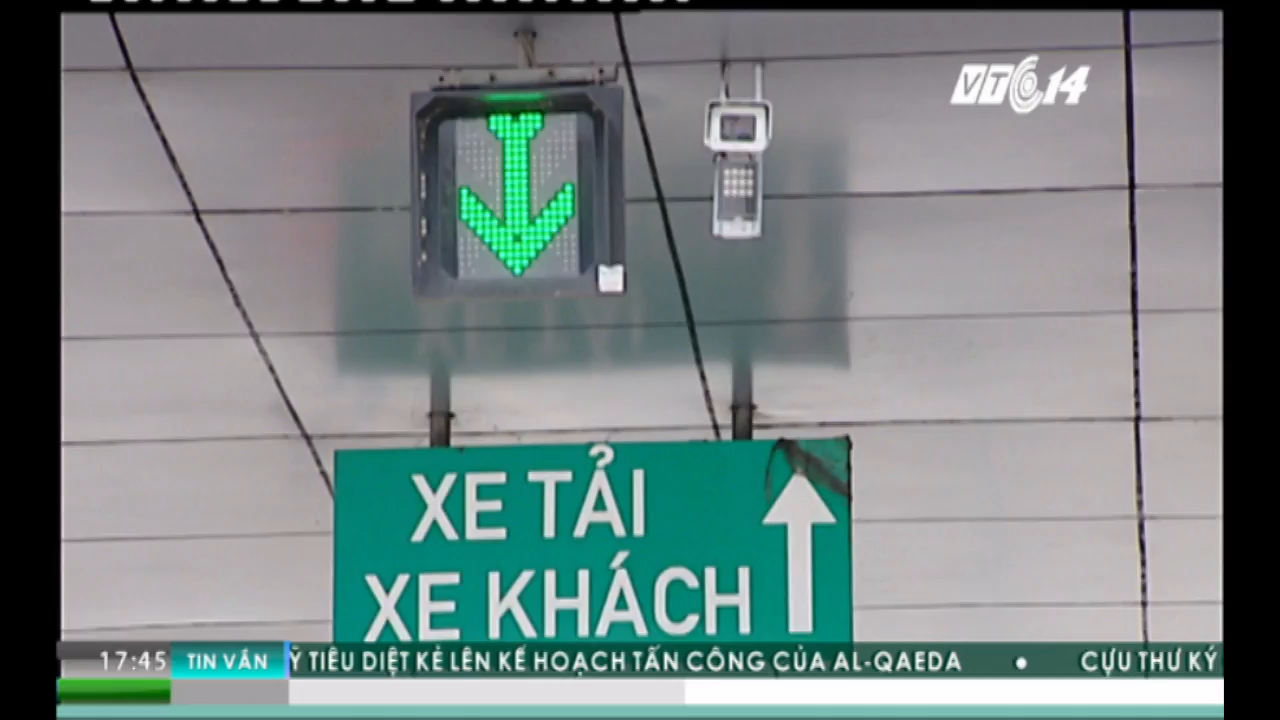 VTC14
XE TẢI
XE KHÁCH
17:45 TIN VẮN Ỹ TIÊU DIỆT KẺ LÊN KẾ HOẠCH TẤN CÔNG CỦA AL-QAEDA • CỰU THƯ KÝ